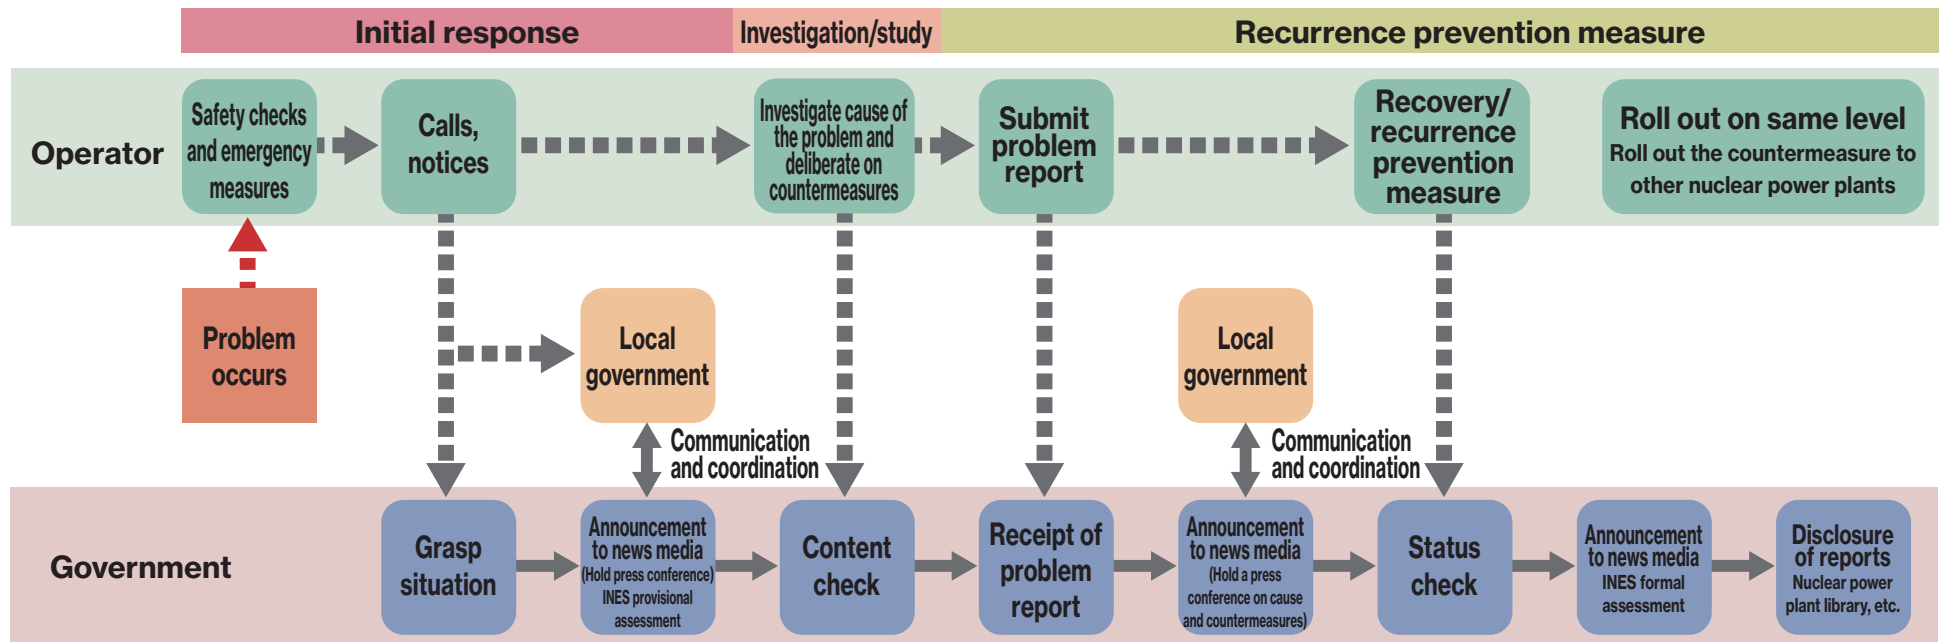 Initial response
Investigation/study
Recurrence prevention measure
Operator
Safety checks
and emergency
measures
Calls,
notices
Investigate cause of
the problem and
deliberate on
countermeasures
Submit
problem
report
Recovery/
recurrence
prevention
measure
Roll out on same level
Roll out the countermeasure to
other nuclear power plants
Problem
occurs
Local
government
Communication
and coordination
Local
government
Communication
and coordination
Government
Grasp
situation
Announcement
to news media
(Hold press conference)
INES provisional
assessment
Content
check
Receipt of
problem
report
Announcement
to news media
(Hold a press
conference on cause
and countermeasures)
Status
check
Announcement
to news media
INES formal
assessment
Disclosure
of reports
Nuclear power
plant library, etc.